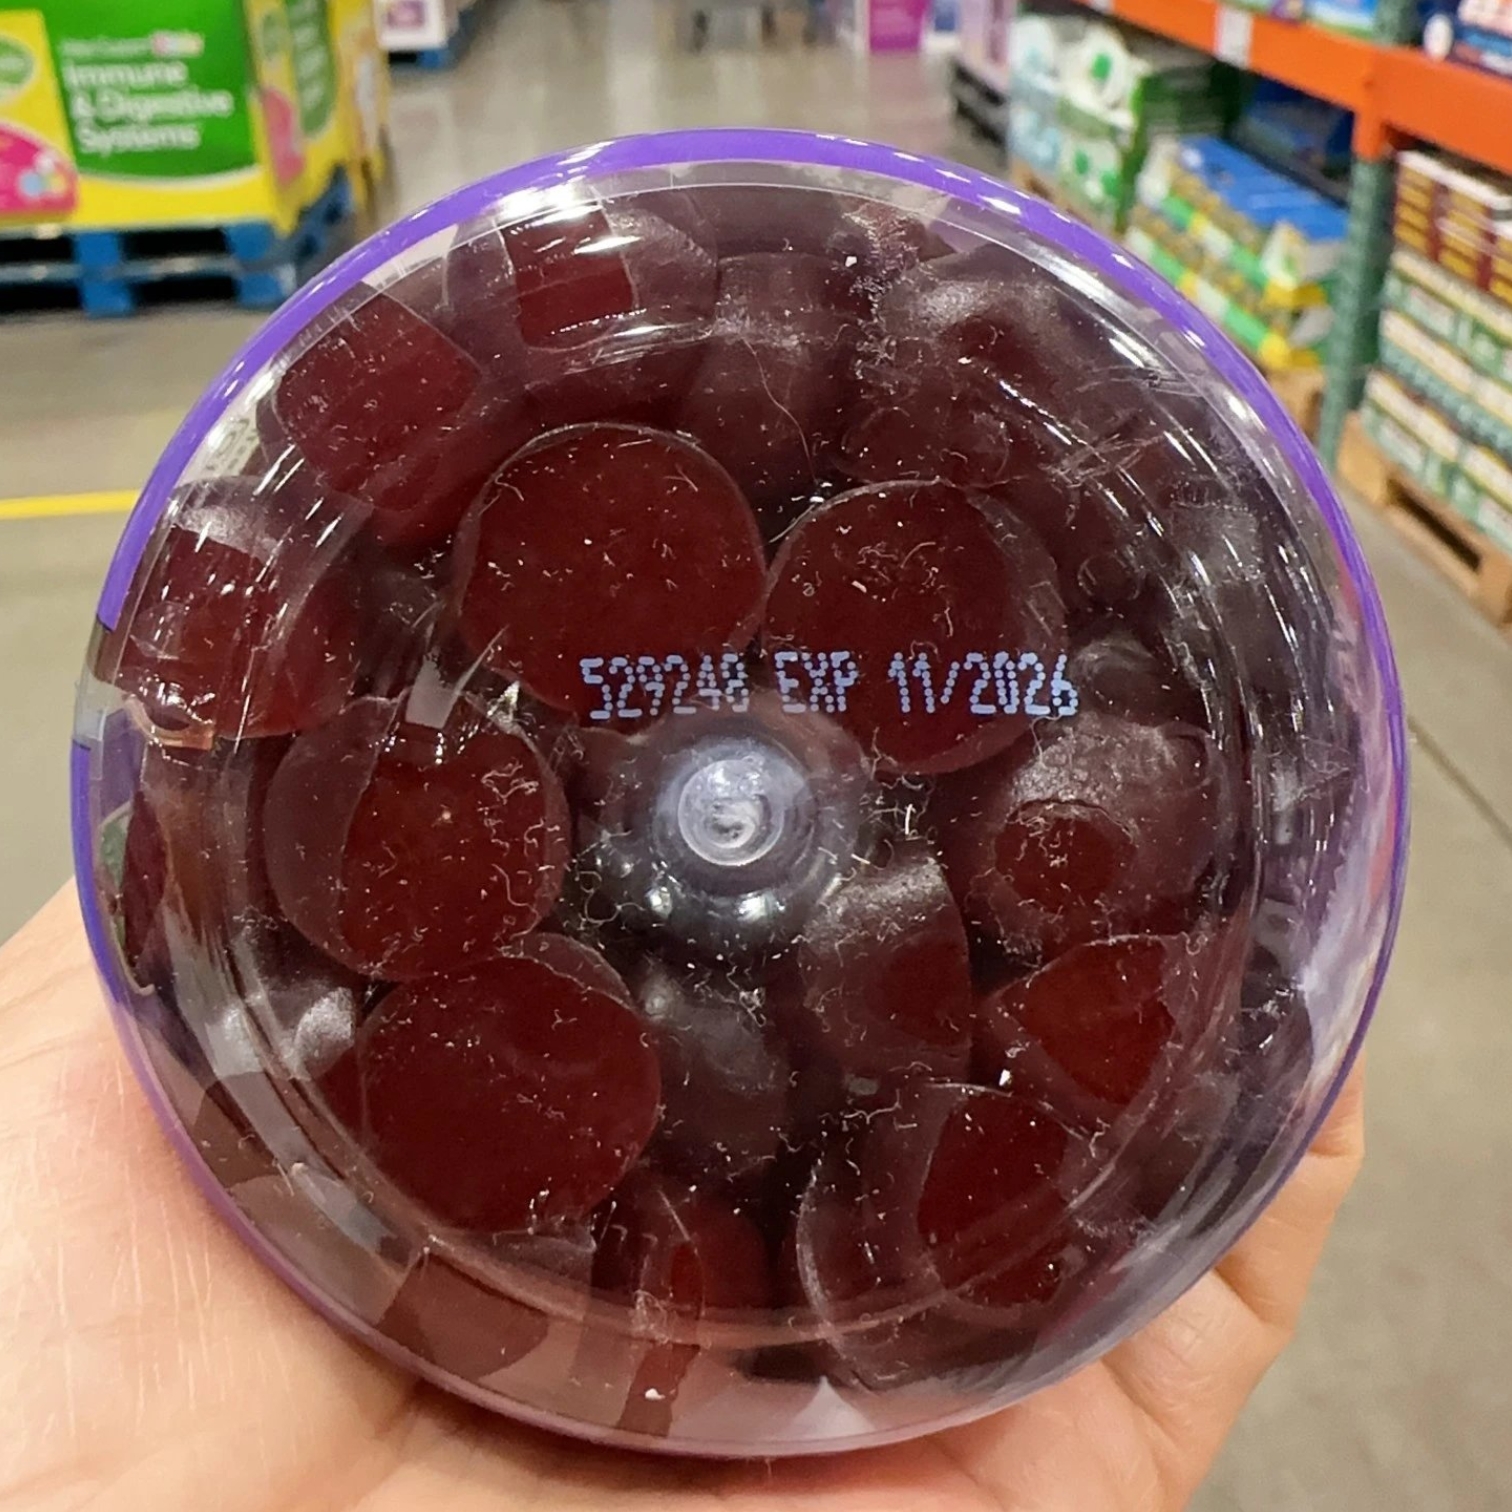 Immune
& Digestive
Systems
529248 EXP 11/2026